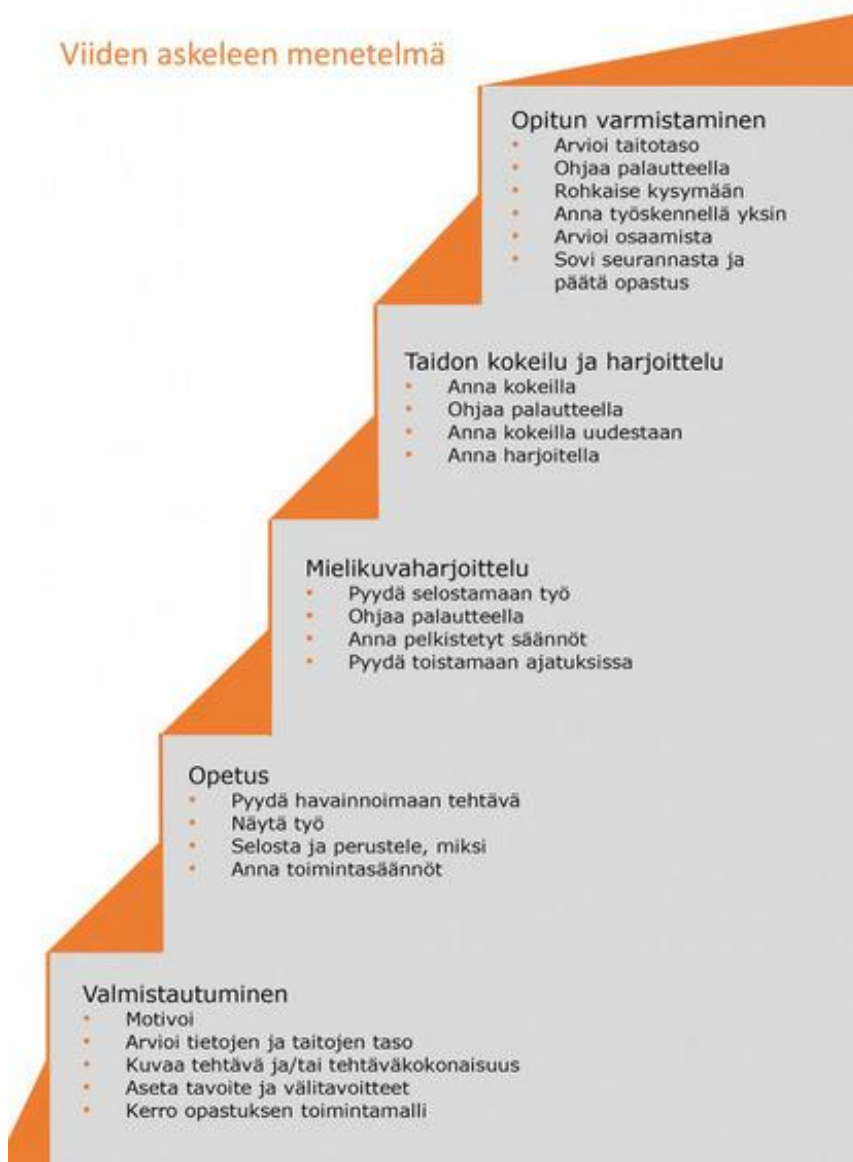 Viiden askeleen menetelmä
Opitun varmistaminen
• Arvioi taitotaso
• Ohjaa palautteella
• Rohkaise kysymään
• Anna työskennellä yksin
• Arvioi osaamista
• Sovi seurannasta ja
päätä opastus
Taidon kokeilu ja harjoittelu
• Anna kokeilla
• Ohjaa palautteella
• Anna kokeilla uudestaan
• Anna harjoitella
Mielikuvaharjoittelu
• Pyydä selostamaan työ
• Ohjaa palautteella
• Anna pelkistetyt säännöt
• Pyydä toistamaan ajatuksissa
Opetus
• Pyydä havainnoimaan tehtävä
• Näytä työ
• Selosta ja perustele, miksi
• Anna toimintasäännöt
Valmistautuminen
• Motivoi
• Arvioi tietojen ja taitojen taso
• Kuvaa tehtävä ja/tai tehtäväkokonaisuus
• Aseta tavoite ja välitavoitteet
• Kerro opastuksen toimintamalli